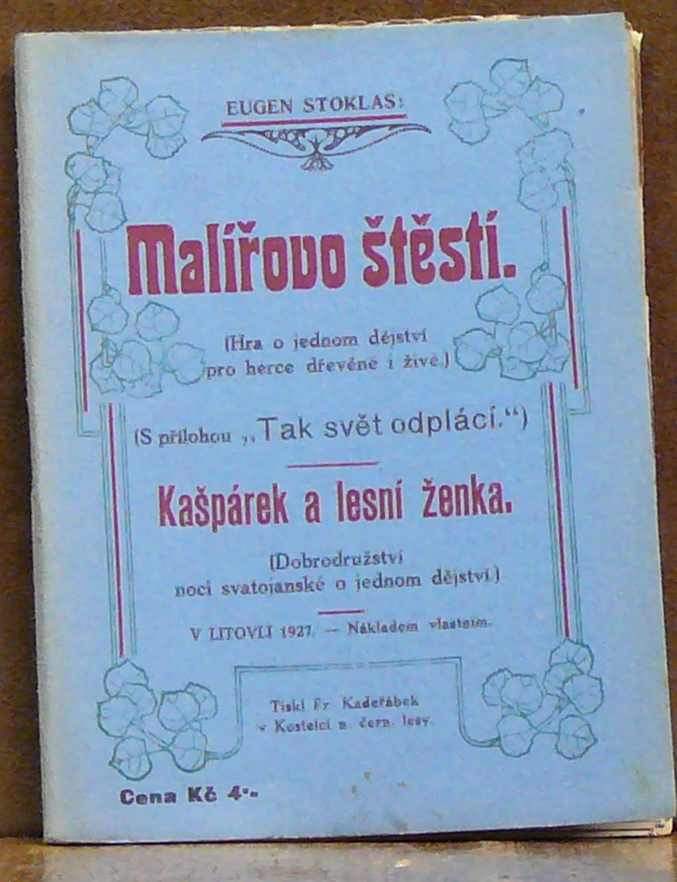 EUGEN STOKLAS:
Malířovo štěstí.
(Hra o jednom dějství
pro herce dřevěné i živé.)
(S přílohou „Tak svět odplácí.“)
Kašpárek a lesní ženka.
(Dobrodružství
noci svatojanské o jednom dějství.)
V LITOVLI 1927. — Nákladem vlastním.
Tiskl Fr. Kadeřábek
v Kostelci n. čern. lesy.
Cena Kč 4·–